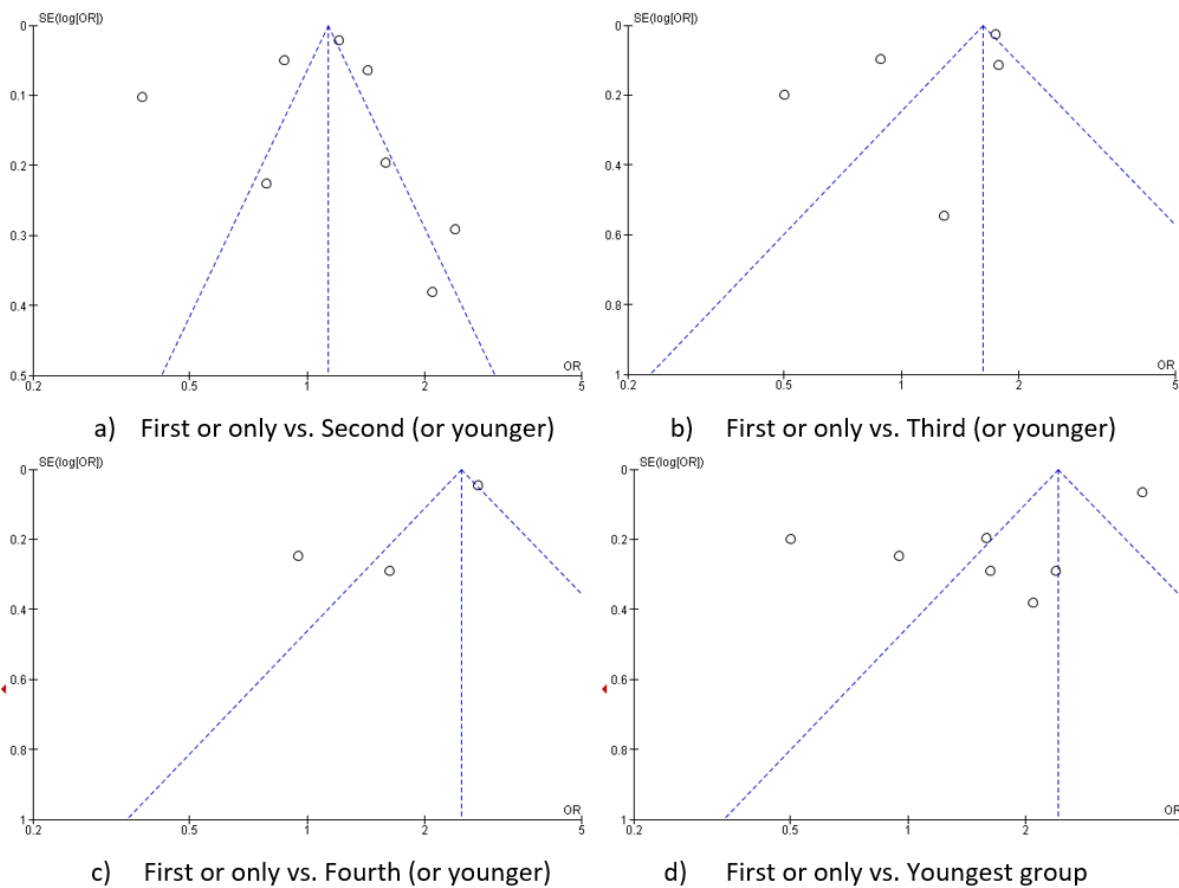 SE(log[OR])
0
0.1
0.2
0.3
0.4
0.5
OR
0.2 0.5 1 2 5
a) First or only vs. Second (or younger)
SE(log[OR])
0
0.2
0.4
0.6
0.8
1
OR
0.2 0.5 1 2 5
b) First or only vs. Third (or younger)
SE(log[OR])
0
0.2
0.4
0.6
0.8
1
OR
0.2 0.5 1 2 5
c) First or only vs. Fourth (or younger)
SE(log[OR])
0
0.2
0.4
0.6
0.8
1
OR
0.2 0.5 1 2
d) First or only vs. Youngest group